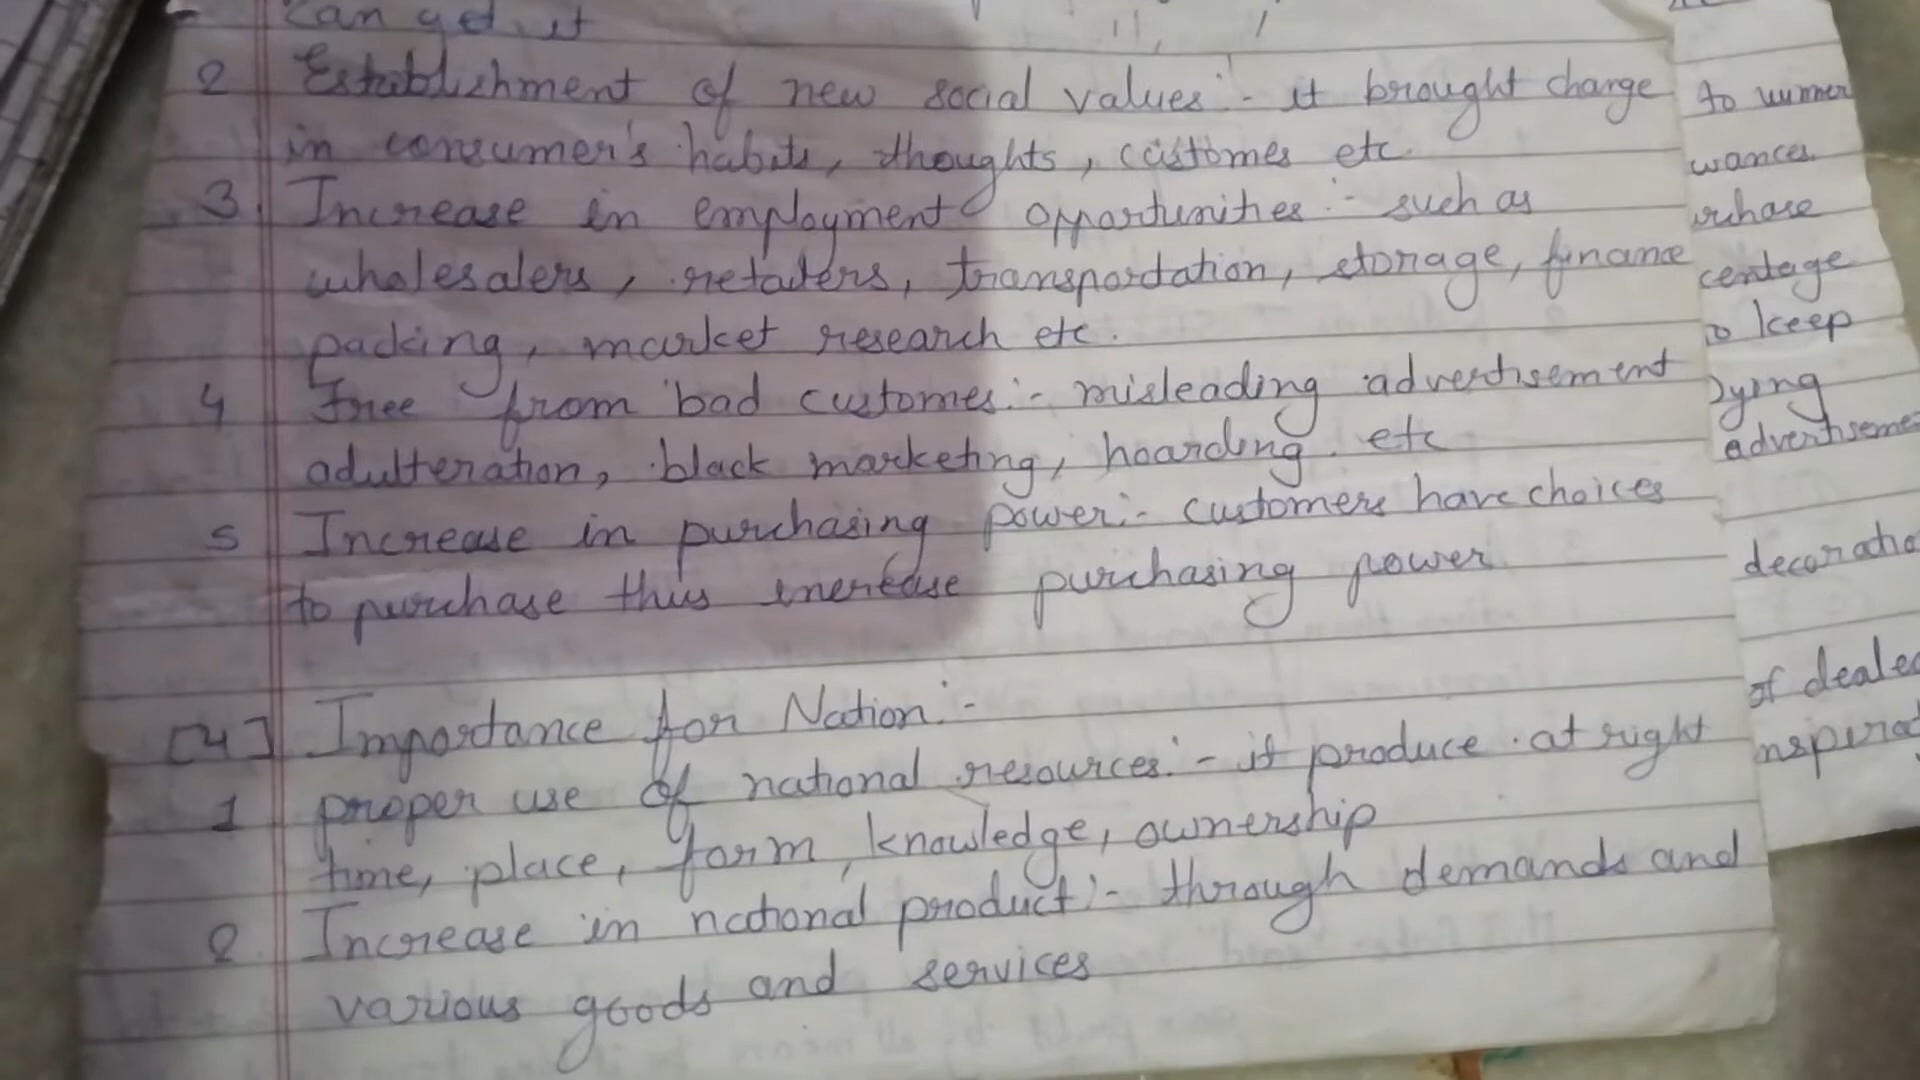 can get it
2 Establishment of new social values :- it brought change
in consumer's habits, thoughts, customes etc
3 Increase in employment opportunities :- such as
wholesalers, retailers, transportation, storage, finance
packing, market research etc.
4 Free from bad customes :- misleading advertisement
adulteration, black marketing, hoarding. etc
5 Increase in purchasing power :- customers have choices
to purchase thus increase purchasing power
[4] Importance for Nation :-
1 proper use of national resources :- it produce at right
time, place, form, knowledge, ownership
2 Increase in national product :- through demands and
various goods and services
to
wances
rchase
centage
o keep
ying
advertiseme
decoratio
of deale
nspirat